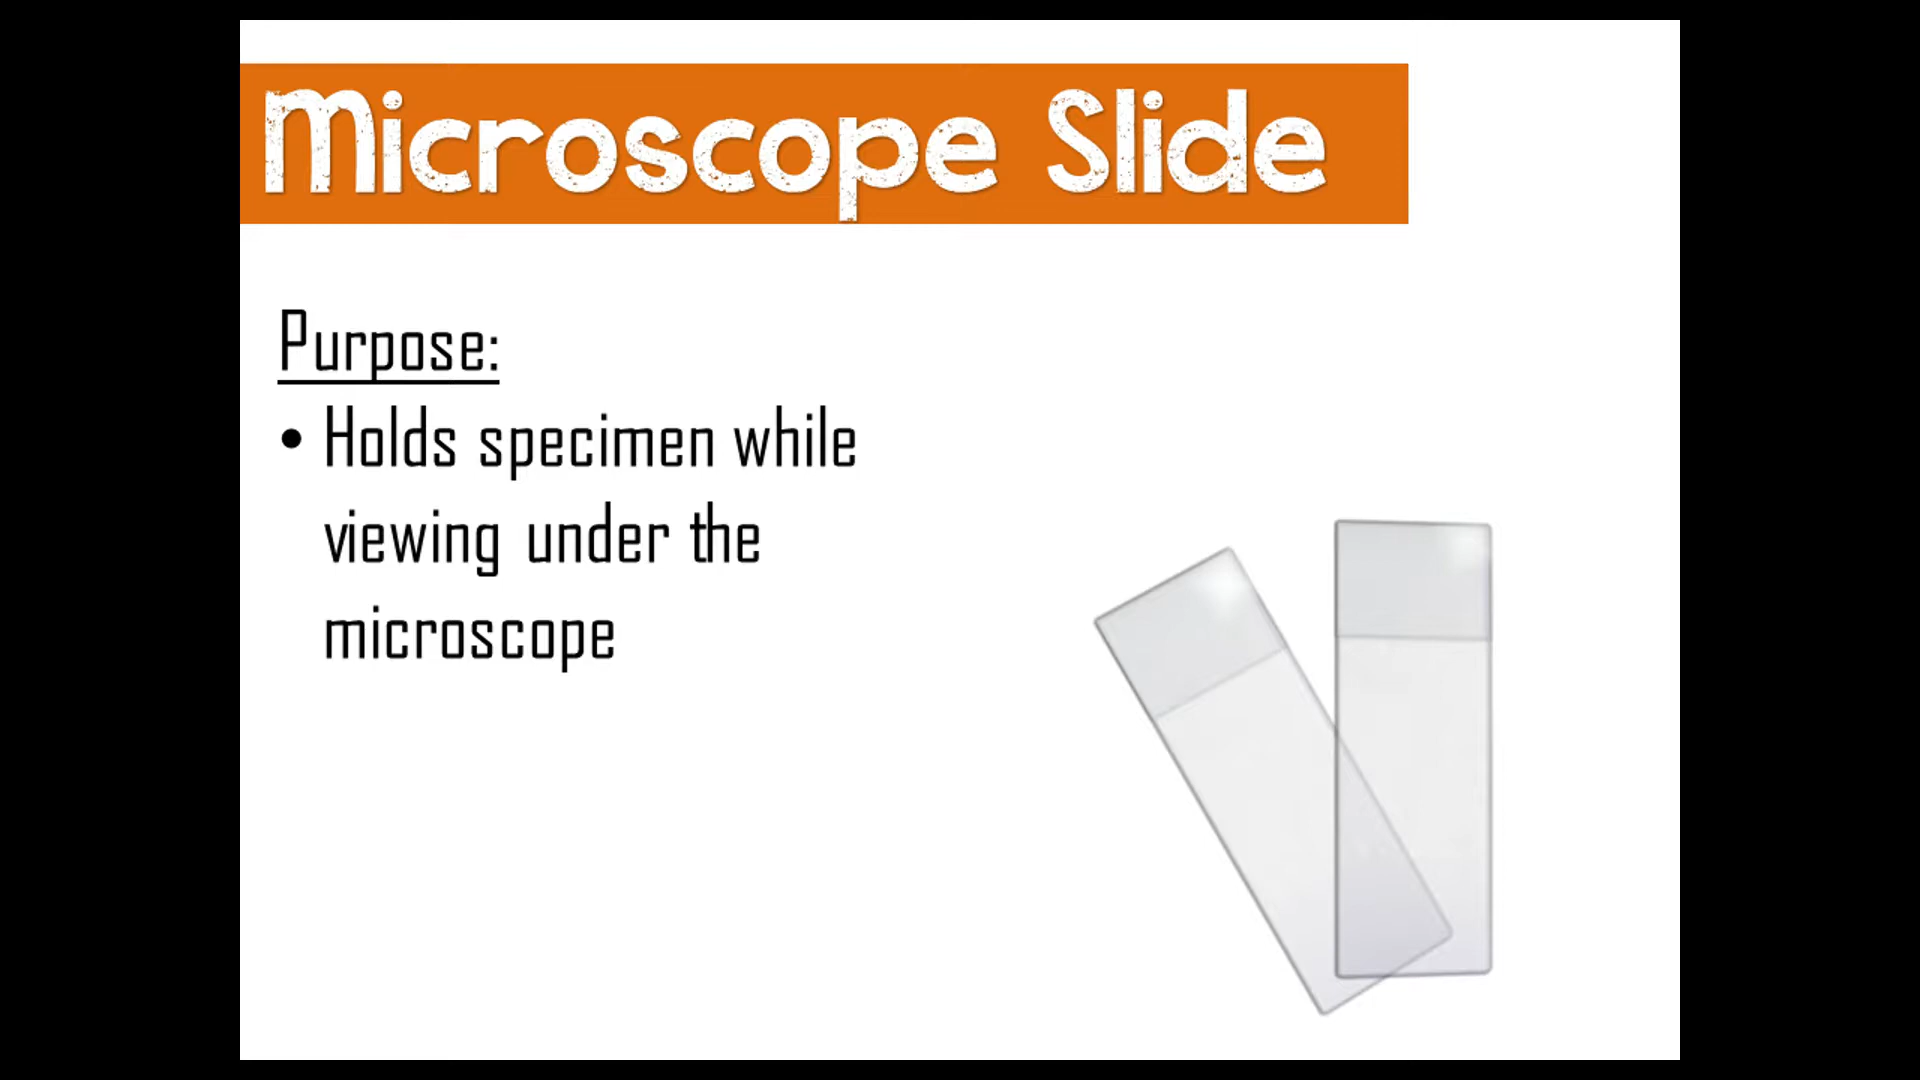 Microscope Slide
Purpose:
• Holds specimen while
viewing under the
microscope